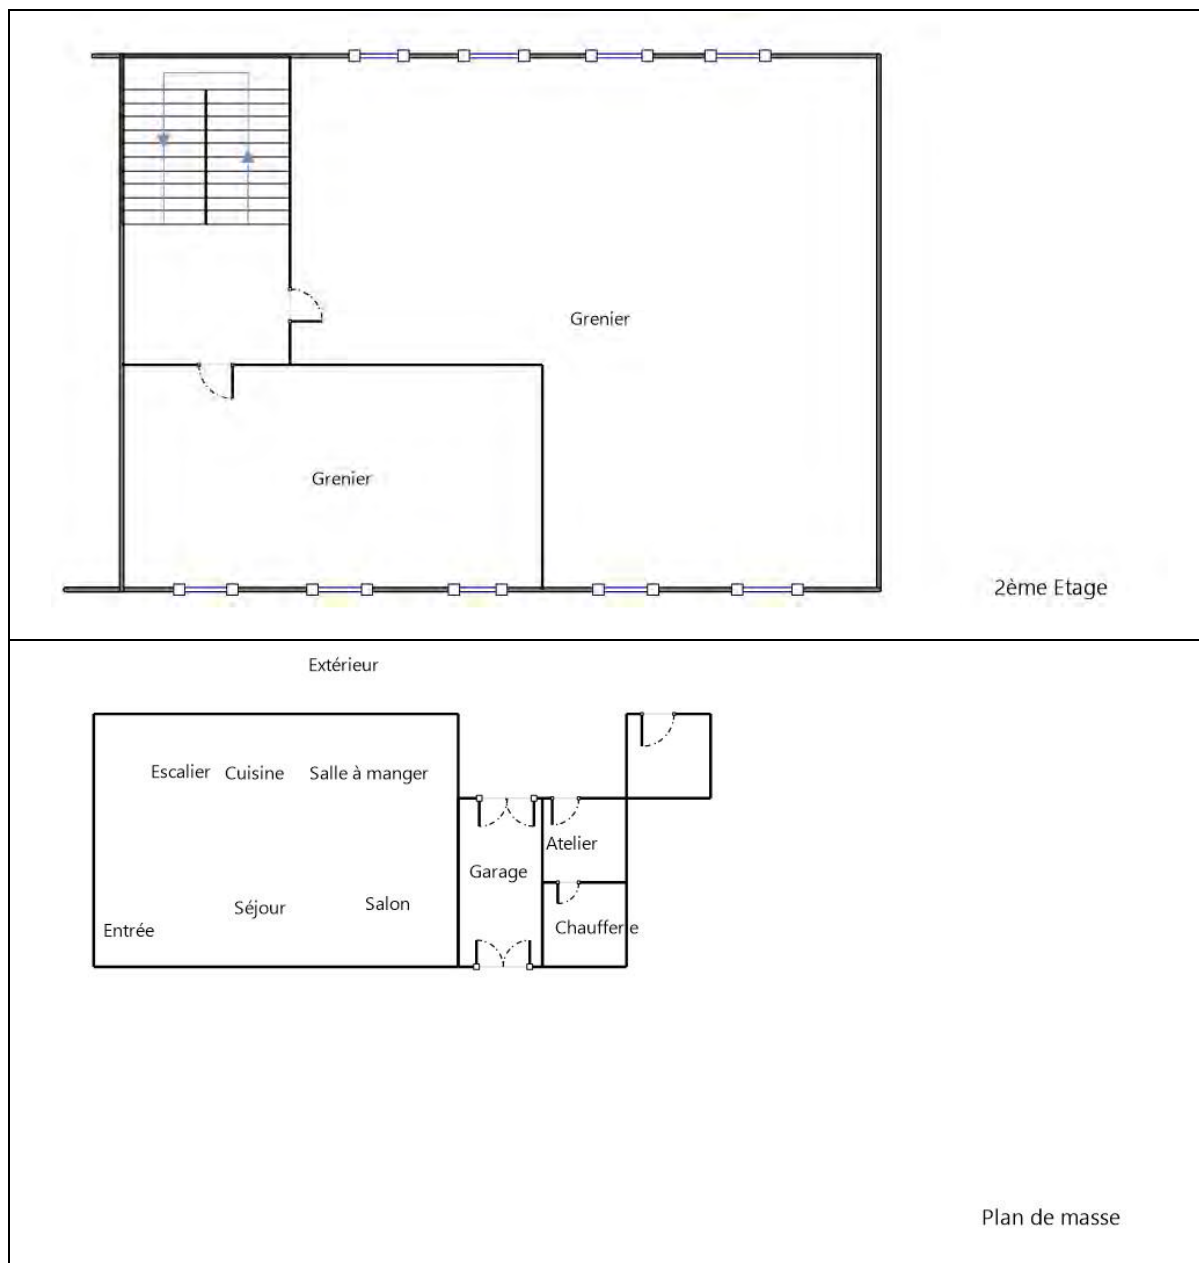 Grenier
Grenier
2ème Etage
Extérieur
Escalier
Cuisine
Salle à manger
Atelier
Garage
Séjour
Salon
Entrée
Chaufferie
Plan de masse